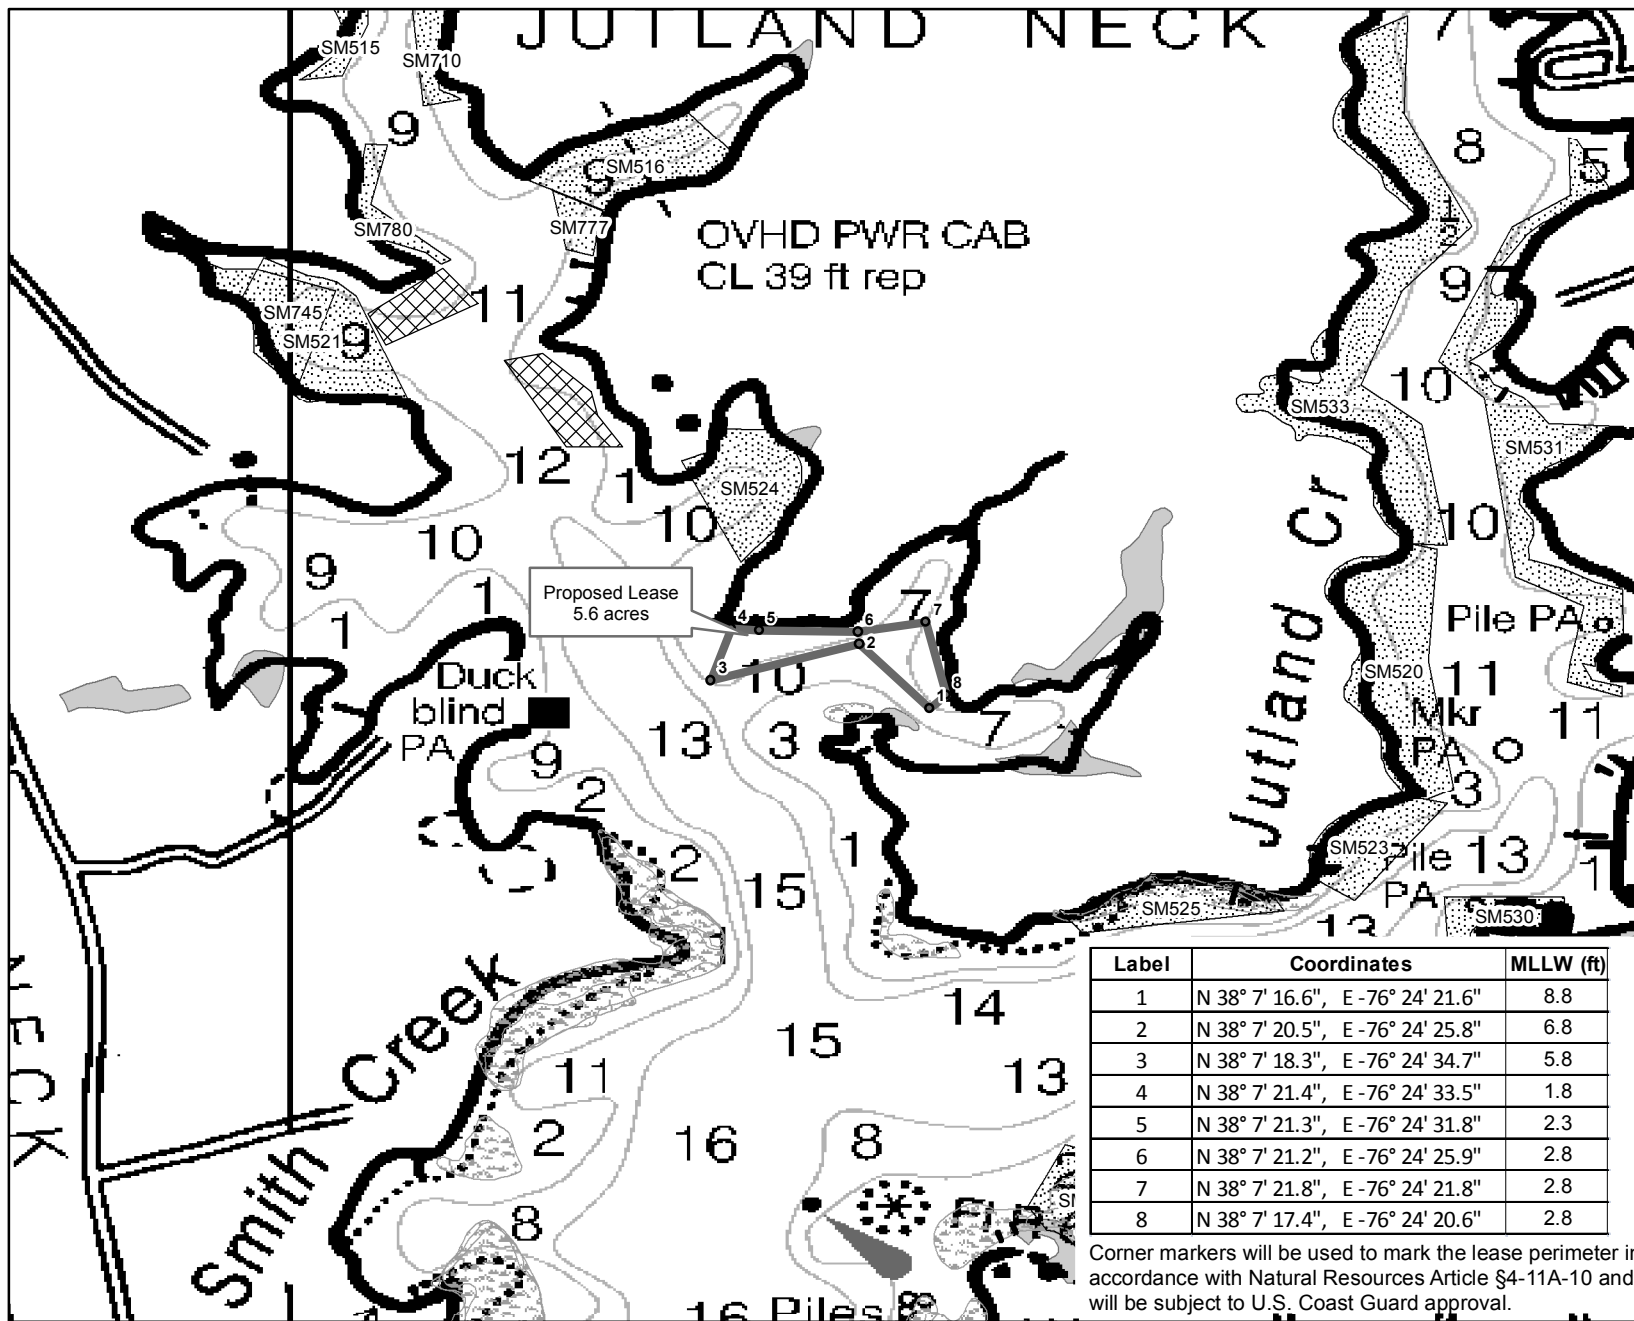 JUTLAND NECK
SM515
SM710
9
8
5
9
SM516
SM780
SM777
OVHD PWR CAB
CL 39 ft rep
9
11
SM745
SM521
9
10
SM533
12
1
SM524
SM531
10
10
10
9
Jutland Cr
1
1
Proposed Lease
5.6 acres
4
5
6
7
7
2
3
10
8
1
Pile PA
SM520
11
Duck
blind
PA
13
3
7
Mkr
PA
11
9
3
2
2
1
SM523
Pile
PA
13
1
15
SM525
SM530
13
NECK
Smith Creek
14
15
11
13
2
16
8
8
16
Piles
Label Coordinates MLLW (ft)
1 N 38° 7' 16.6", E -76° 24' 21.6" 8.8
2 N 38° 7' 20.5", E -76° 24' 25.8" 6.8
3 N 38° 7' 18.3", E -76° 24' 34.7" 5.8
4 N 38° 7' 21.4", E -76° 24' 33.5" 1.8
5 N 38° 7' 21.3", E -76° 24' 31.8" 2.3
6 N 38° 7' 21.2", E -76° 24' 25.9" 2.8
7 N 38° 7' 21.8", E -76° 24' 21.8" 2.8
8 N 38° 7' 17.4", E -76° 24' 20.6" 2.8
Corner markers will be used to mark the lease perimeter in
accordance with Natural Resources Article §4-11A-10 and
will be subject to U.S. Coast Guard approval.